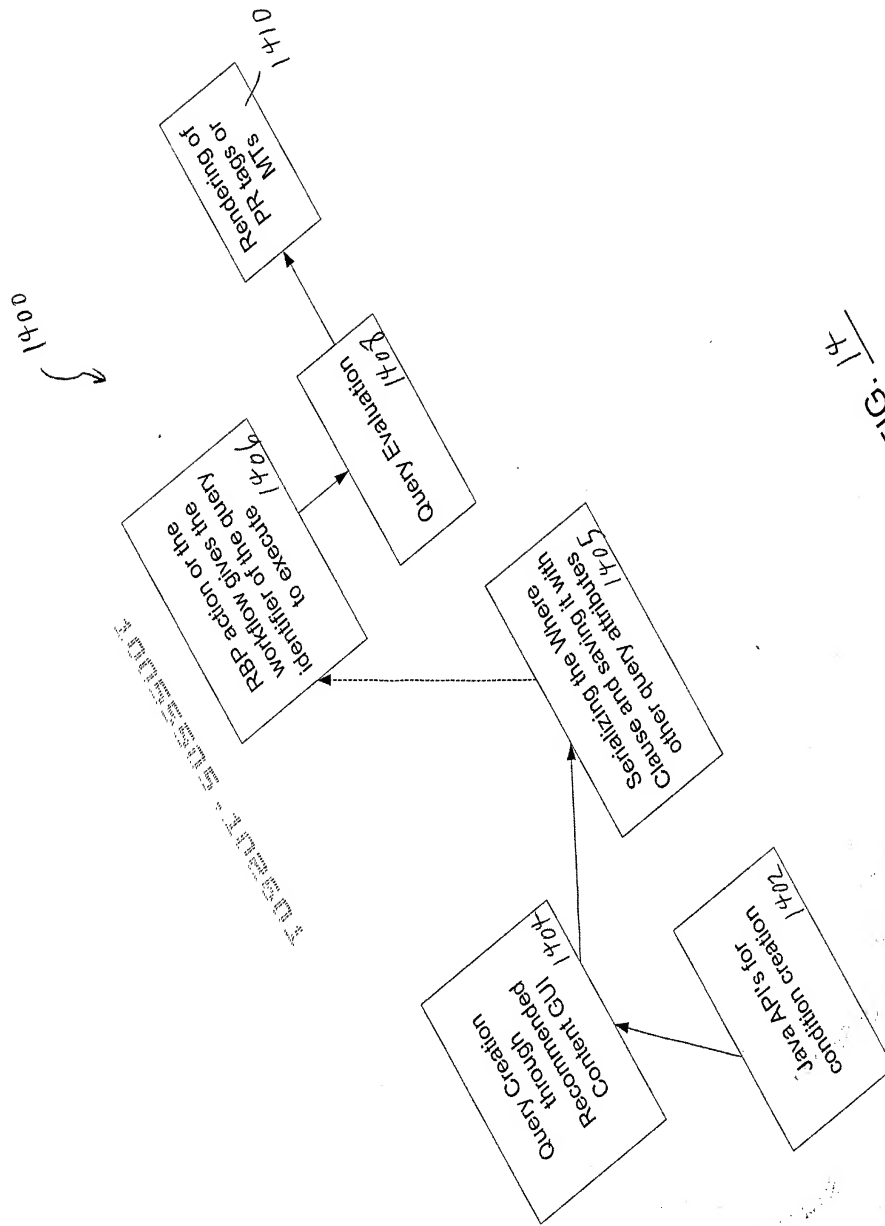 1400
Rendering of
PR tags or
MTs
1410
Query Evaluation
1408
RBP action or the
workflow gives the
identifier of the query
to execute 1406
Serializing the Where
Clause and saving it with
other query attributes
1405
Query Creation
through
Recommended
Content GUI
1404
Java API's for
condition creation
1402
FIG. 14